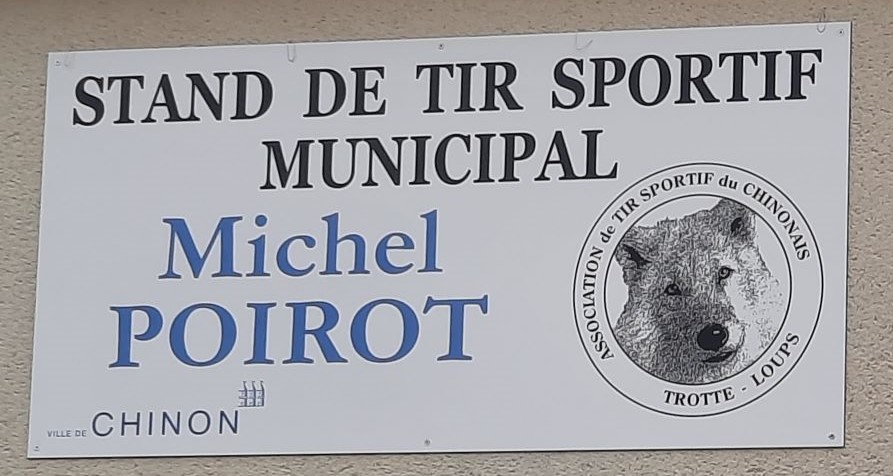 STAND DE TIR SPORTIF
MUNICIPAL
Michel
POIROT
ASSOCIATION de TIR SPORTIF du CHINONAIS
TROTTE - LOUPS
VILLE DE CHINON